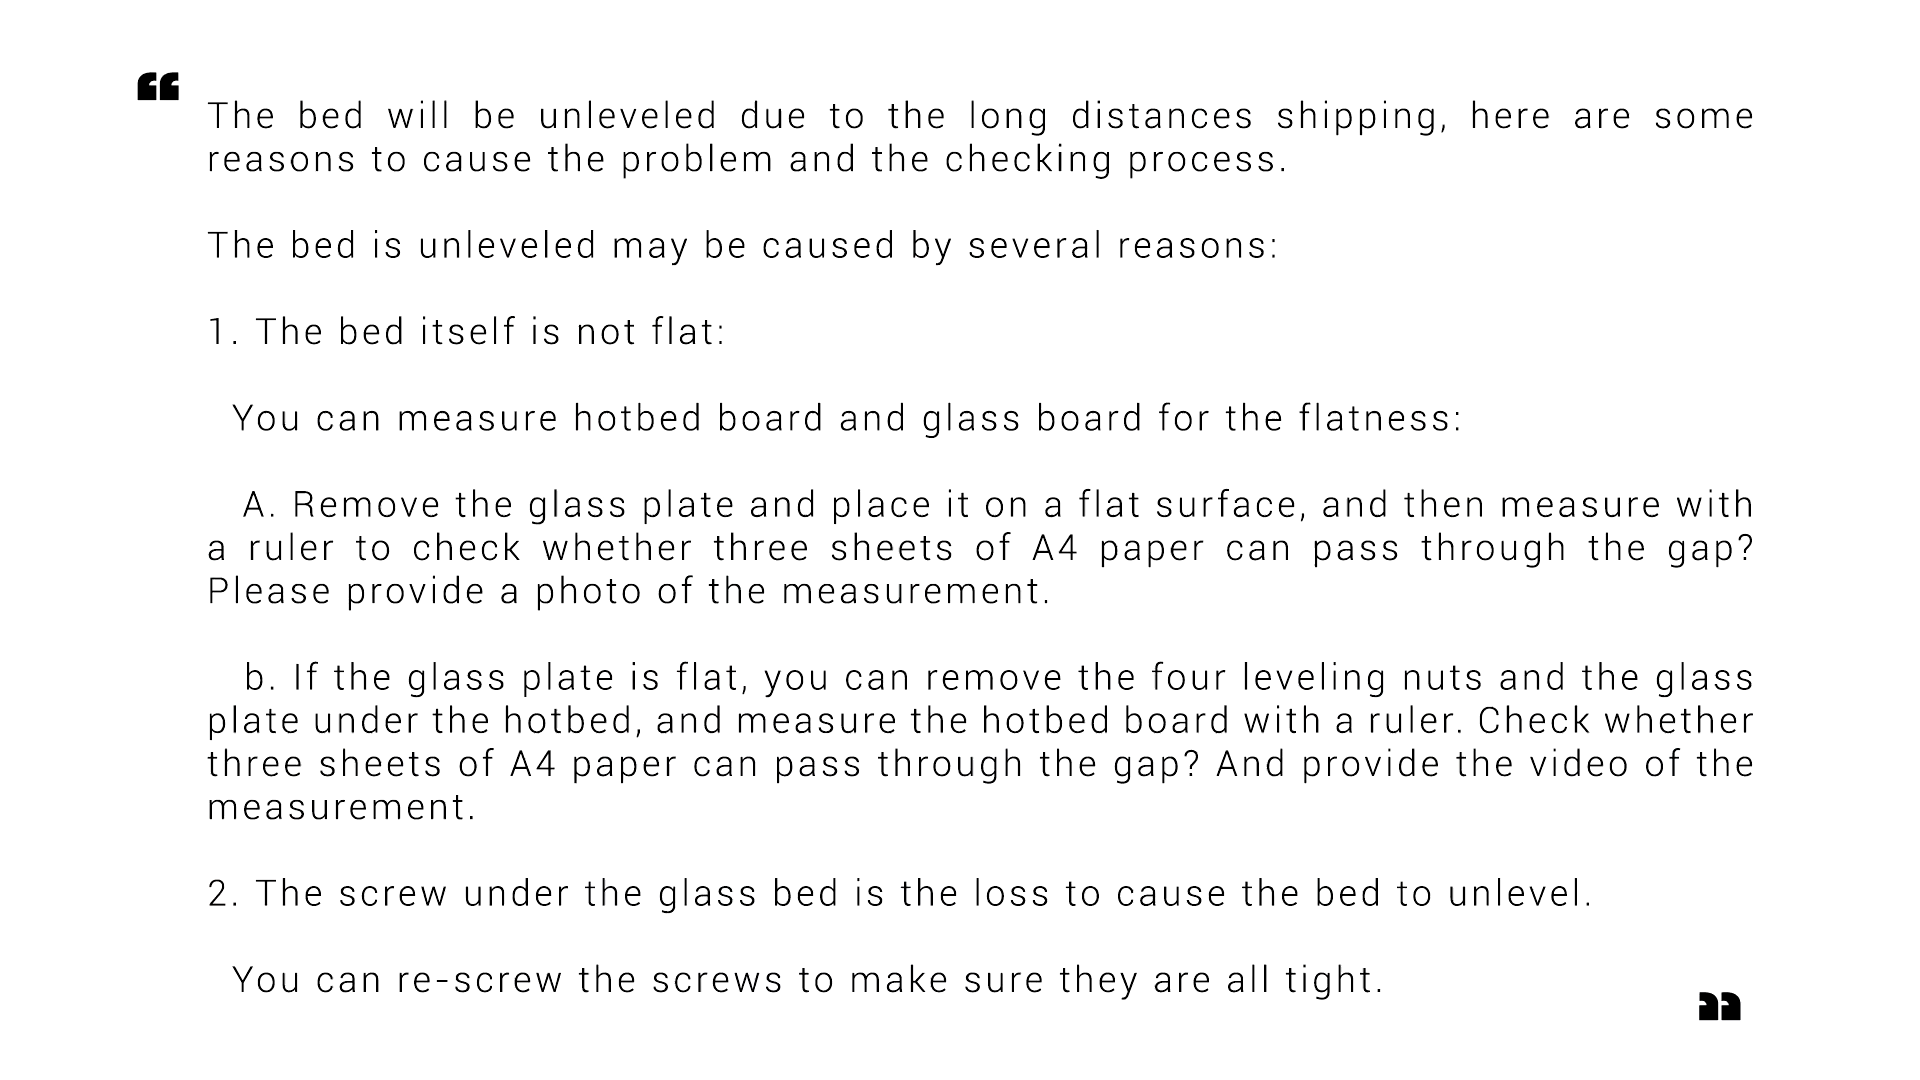 “ The bed will be unleveled due to the long distances shipping, here are some
reasons to cause the problem and the checking process.
The bed is unleveled may be caused by several reasons:
1. The bed itself is not flat:
You can measure hotbed board and glass board for the flatness:
A. Remove the glass plate and place it on a flat surface, and then measure with
a ruler to check whether three sheets of A4 paper can pass through the gap?
Please provide a photo of the measurement.
b. If the glass plate is flat, you can remove the four leveling nuts and the glass
plate under the hotbed, and measure the hotbed board with a ruler. Check whether
three sheets of A4 paper can pass through the gap? And provide the video of the
measurement.
2. The screw under the glass bed is the loss to cause the bed to unlevel.
You can re-screw the screws to make sure they are all tight. ”